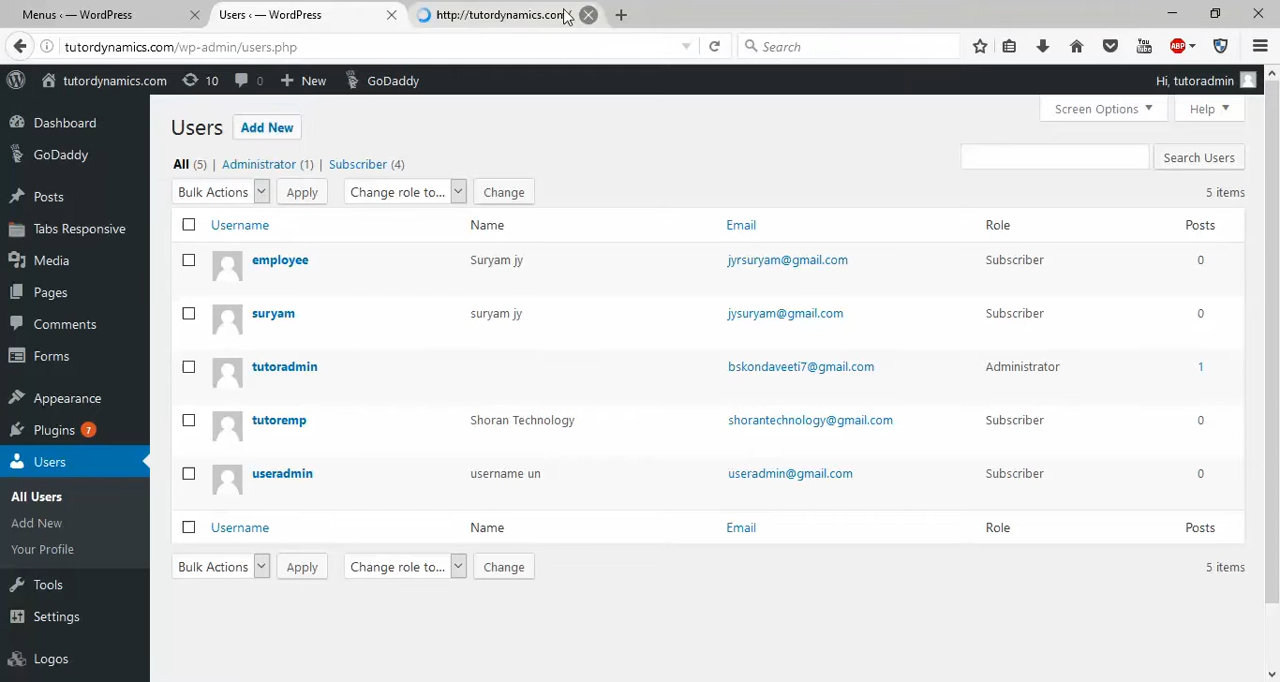 Menus ‹ — WordPress
Users ‹ — WordPress
http://tutordynamics.com/
tutordynamics.com/wp-admin/users.php
Search
You Tube
ABP
tutordynamics.com 10 0 New GoDaddy
Hi, tutoradmin
Dashboard
GoDaddy
Posts
Tabs Responsive
Media
Pages
Comments
Forms
Appearance
Plugins 7
Users
All Users
Add New
Your Profile
Tools
Settings
Logos
Screen Options
Help
Users Add New
All (5) | Administrator (1) | Subscriber (4)
Search Users
Bulk Actions Apply Change role to... Change 5 items
Username Name Email Role Posts
employee Suryam jy jyrsuryam@gmail.com Subscriber 0
suryam suryam jy jysuryam@gmail.com Subscriber 0
tutoradmin bskondaveeti7@gmail.com Administrator 1
tutoremp Shoran Technology shorantechnology@gmail.com Subscriber 0
useradmin username un useradmin@gmail.com Subscriber 0
Username Name Email Role Posts
Bulk Actions Apply Change role to... Change 5 items